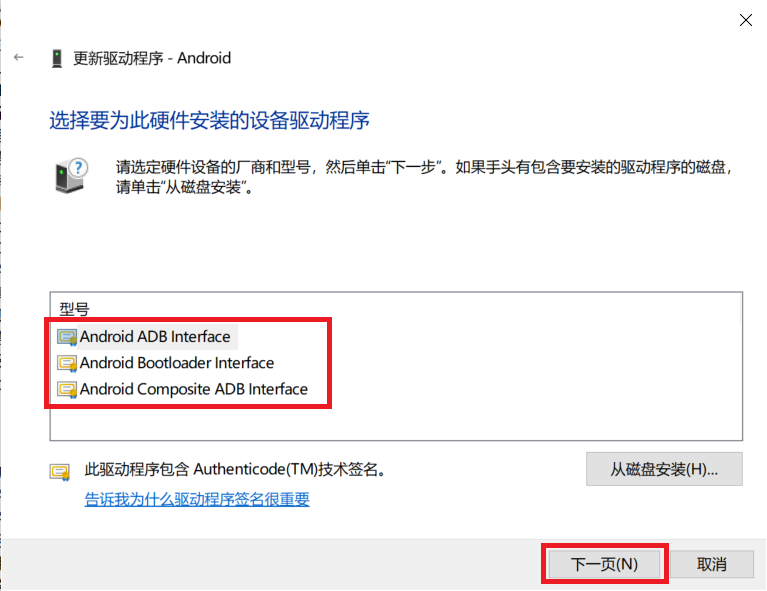 更新驱动程序 - Android
选择要为此硬件安装的设备驱动程序
请选定硬件设备的厂商和型号，然后单击“下一步”。如果手头有包含要安装的驱动程序的磁盘，
请单击“从磁盘安装”。
型号
Android ADB Interface
Android Bootloader Interface
Android Composite ADB Interface
此驱动程序包含 Authenticode(TM)技术签名。
从磁盘安装(H)...
告诉我为什么驱动程序签名很重要
下一页(N)
取消